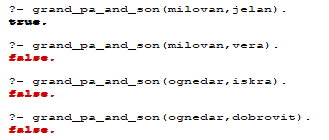 ?- grand_pa_and_son(milovan,jelan).
true.
?- grand_pa_and_son(milovan,vera).
false.
?- grand_pa_and_son(ognedar,iskra).
false.
?- grand_pa_and_son(ognedar,dobrovit).
false.